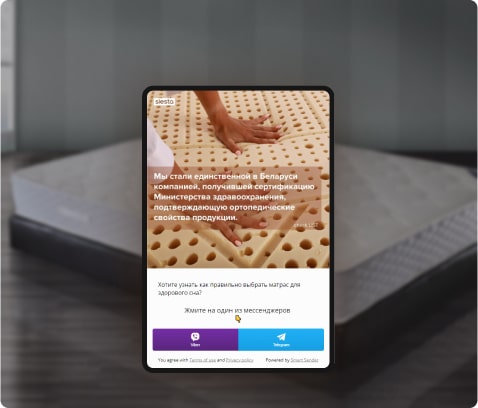 siesta
Мы стали единственной в Беларуси
компанией, получившей сертификацию
Министерства здравоохранения,
подтверждающую ортопедические
свойства продукции.
Хотите узнать как правильно выбрать матрас для
здорового сна?
Жмите на один из мессенджеров
Viber
Telegram
You agree with Terms of use and Privacy policy
Powered by Smart Sender